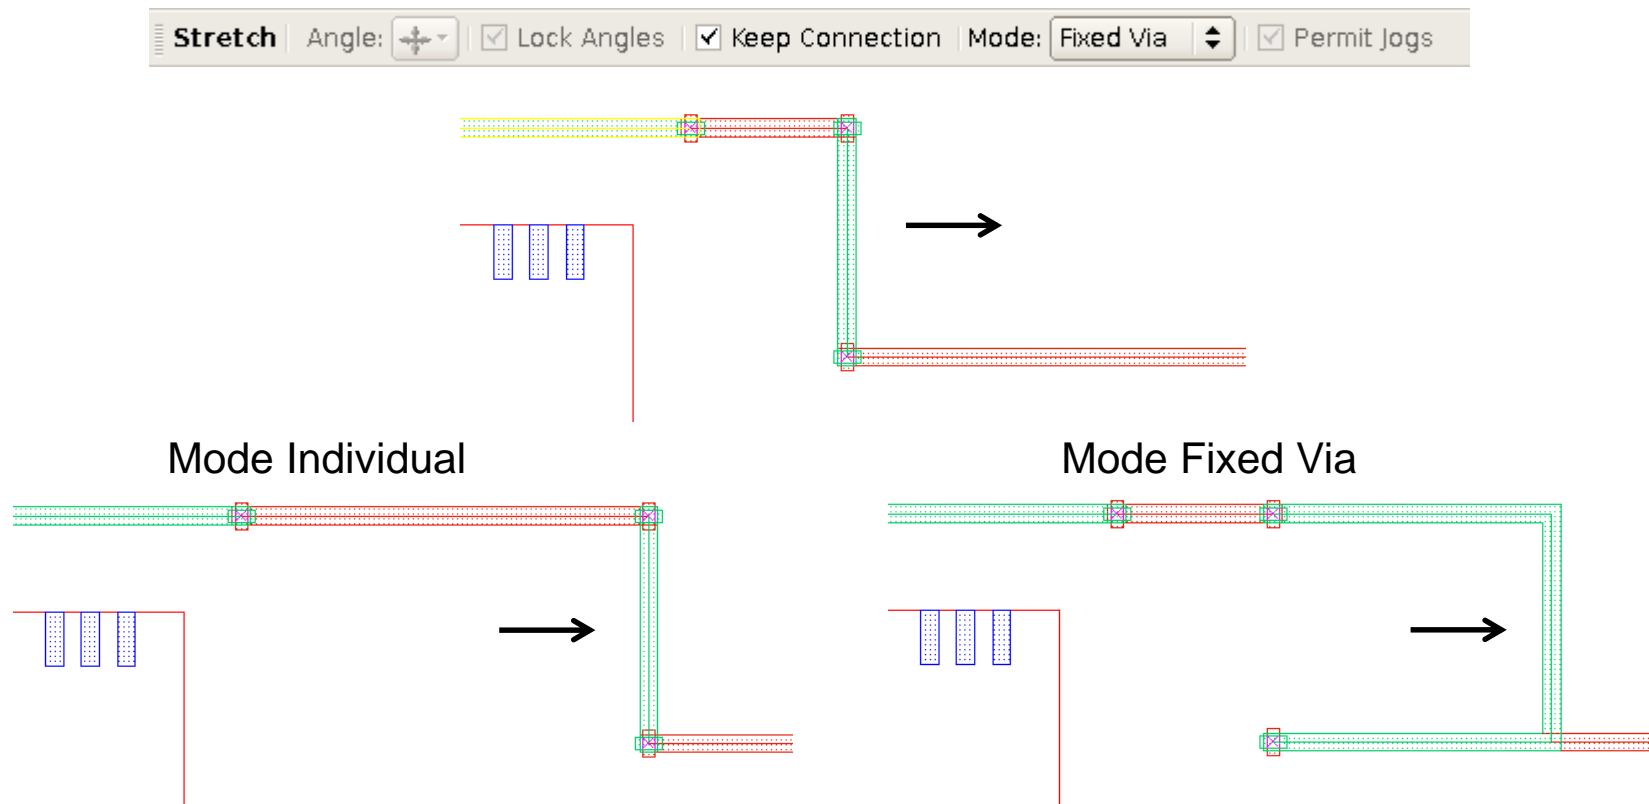 Stretch Angle: Lock Angles Keep Connection Mode: Fixed Via Permit Jogs
Mode Individual
Mode Fixed Via